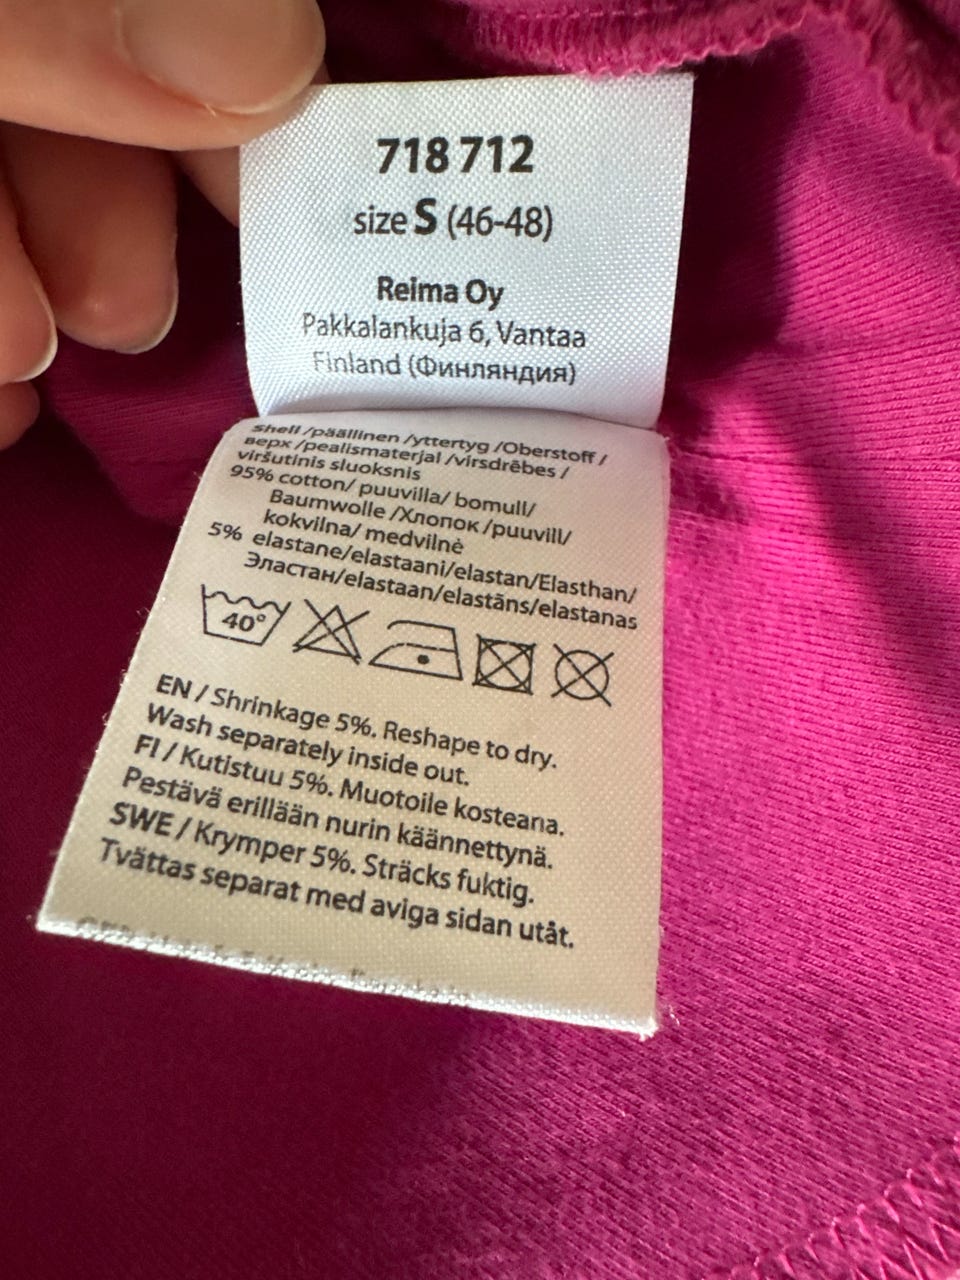 718 712
size S (46-48)
Reima Oy
Pakkalankuja 6, Vantaa
Finland (Финляндия)
Shell /päällinen /yttertyg /Oberstoff /
верх /pealismaterjal /virsdrēbes /
viršutinis sluoksnis
95% cotton/ puuvilla/ bomull/
Baumwolle /Хлопок /puuvill/
kokvilna/ medvilnė
5% elastane/elastaani/elastan/Elasthan/
Эластан/elastaan/elastāns/elastanas
40°
EN / Shrinkage 5%. Reshape to dry.
Wash separately inside out.
FI / Kutistuu 5%. Muotoile kosteana.
Pestävä erillään nurin käännettynä.
SWE / Krymper 5%. Sträcks fuktig.
Tvättas separat med aviga sidan utåt.